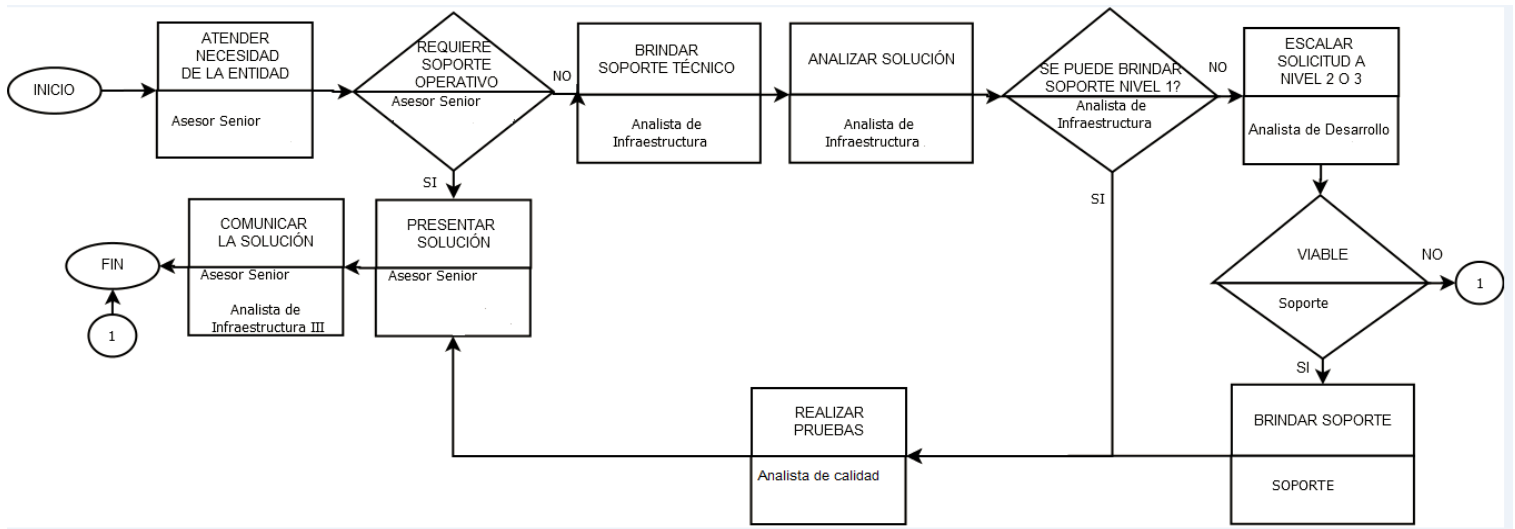 INICIO
ATENDER
NECESIDAD
DE LA ENTIDAD
Asesor Senior
REQUIERE
SOPORTE
OPERATIVO
Asesor Senior
NO
SI
BRINDAR
SOPORTE TÉCNICO
Analista de
Infraestructura
ANALIZAR SOLUCIÓN
Analista de
Infraestructura
SE PUEDE BRINDAR
SOPORTE NIVEL 1?
Analista de
Infraestructura
NO
SI
ESCALAR
SOLICITUD A
NIVEL 2 O 3
Analista de Desarrollo
FIN
1
COMUNICAR
LA SOLUCIÓN
Asesor Senior
Analista de
Infraestructura III
PRESENTAR
SOLUCIÓN
Asesor Senior
VIABLE
Soporte
NO
1
SI
REALIZAR
PRUEBAS
Analista de calidad
BRINDAR SOPORTE
SOPORTE